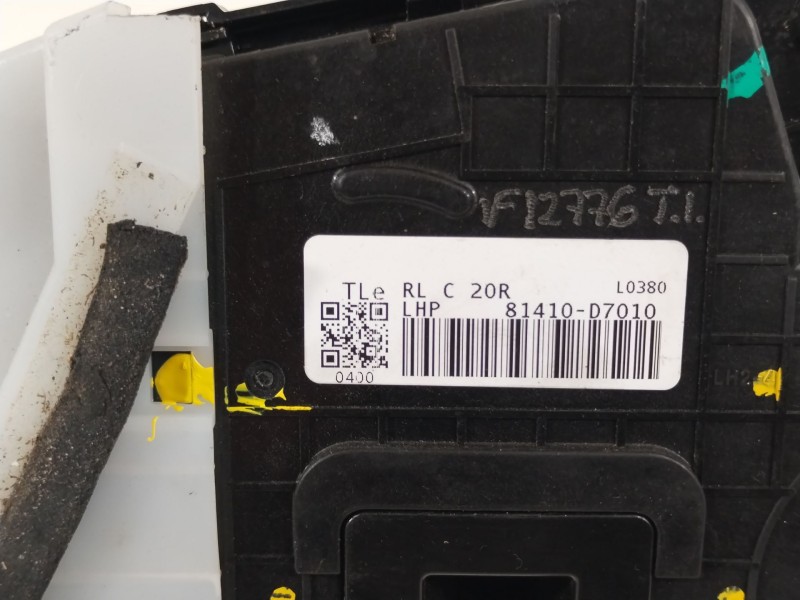 VF12776 T.I.
TLe RL C 20R L0380
LHP 81410-D7010
0400